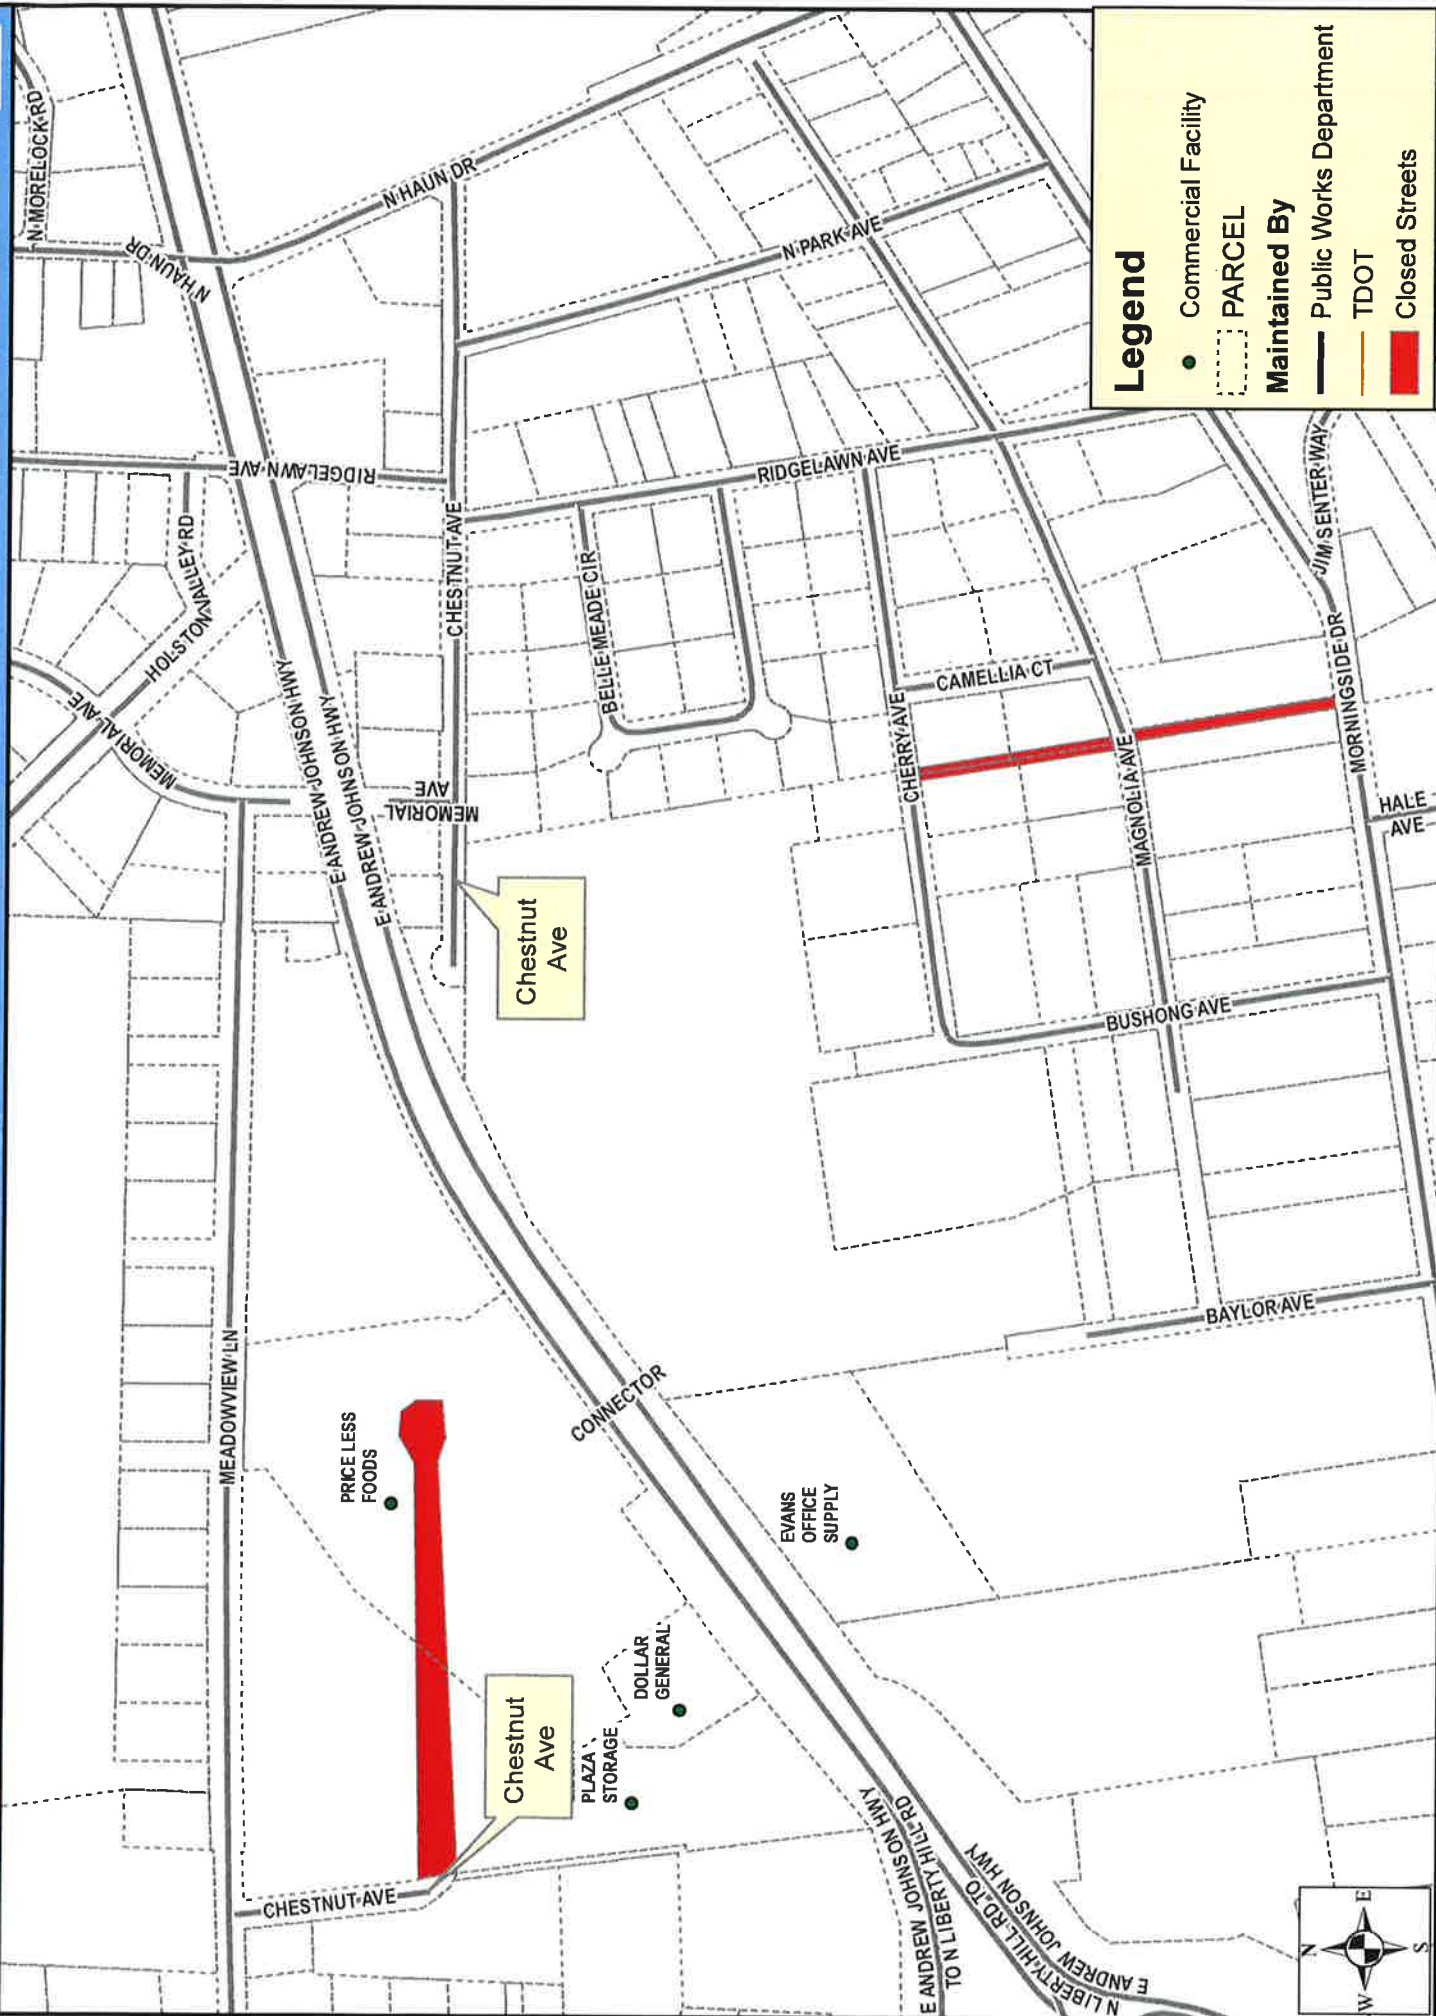 N MORELOCK RD
N HAUN DR
N HAUN DR
RIDGELAWN AVE
HOLSTON VALLEY RD
MEMORIAL AVE
E ANDREW JOHNSON HWY
E ANDREW JOHNSON HWY
MEMORIAL
AVE
CHESTNUT AVE
N PARK AVE
RIDGELAWN AVE
BELLE MEADE CIR
CHERRY AVE
CAMELLIA CT
MAGNOLIA AVE
JIM SENTER WAY
MORNINGSIDE DR
HALE
AVE
BUSHONG AVE
BAYLOR AVE
Chestnut
Ave
MEADOWVIEW LN
CONNECTOR
PRICE LESS
FOODS
EVANS
OFFICE
SUPPLY
DOLLAR
GENERAL
PLAZA
STORAGE
Chestnut
Ave
CHESTNUT AVE
E ANDREW JOHNSON HWY
TO N LIBERTY HILL RD
N LIBERTY HILL RD TO
E ANDREW JOHNSON HWY
Legend
Commercial Facility
PARCEL
Maintained By
Public Works Department
TDOT
Closed Streets
N
W
E
S